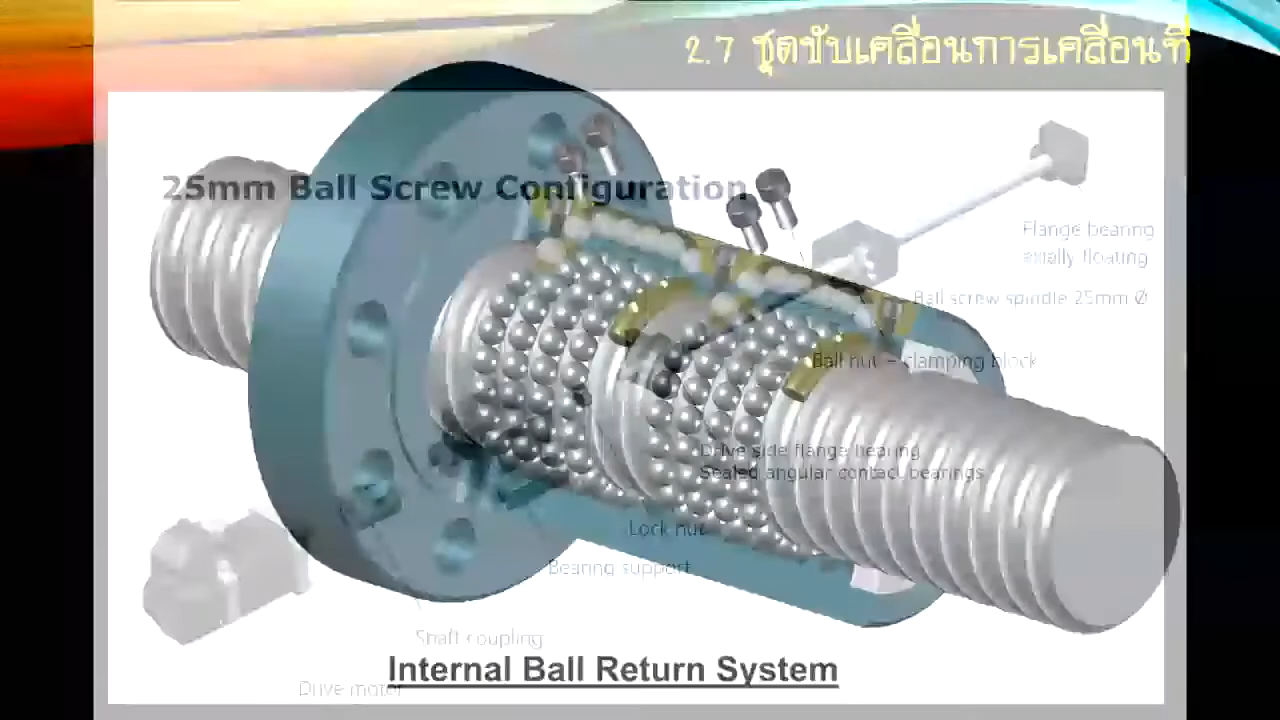 2.7 ชุดขับเคลื่อนการเคลื่อนที่
25mm Ball Screw Configuration
Flange bearing
axially floating
Ball screw spindle 25mm Ø
Ball nut – clamping block
Drive side flange bearing
Sealed angular contact bearings
Lock nut
Bearing support
Shaft coupling
Internal Ball Return System
Drive motor